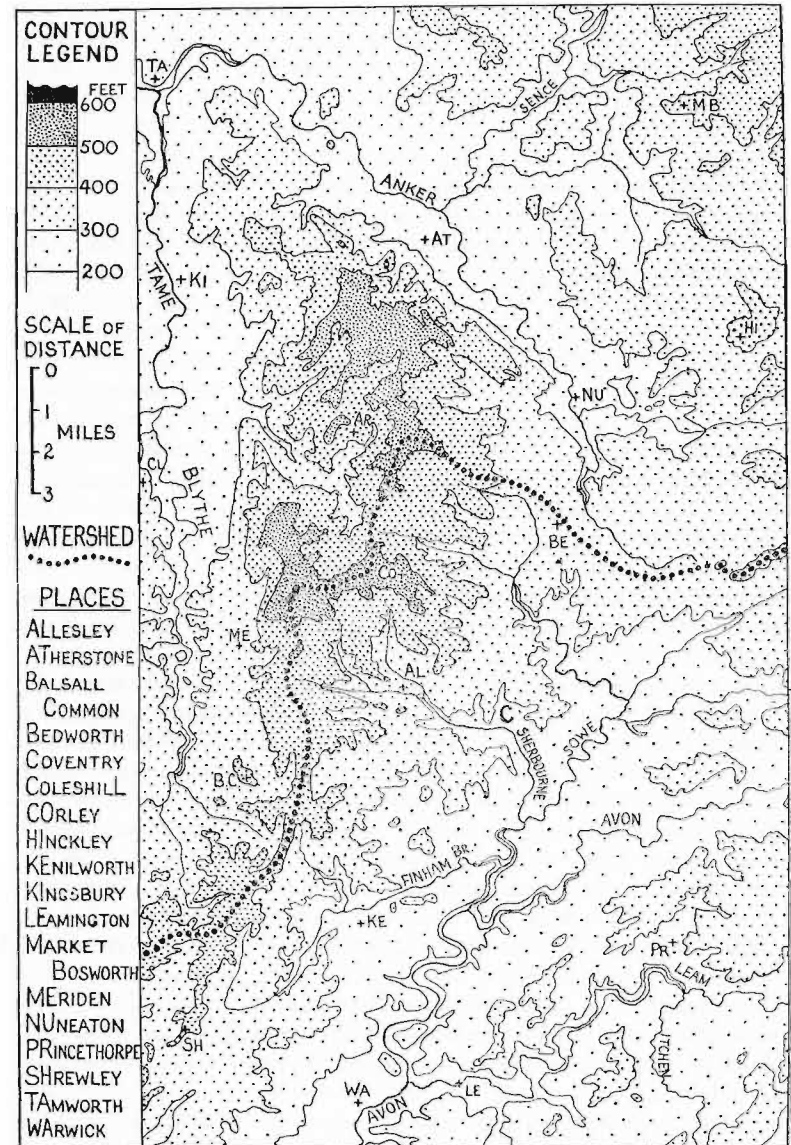 CONTOUR
LEGEND
FEET
600
500
400
300
200
SCALE OF
DISTANCE
0
1
2
3
MILES
WATERSHED
PLACES
ALLESLEY
ATHERSTONE
BALSALL
COMMON
BEDWORTH
COVENTRY
COLESHILL
CORLEY
HINCKLEY
KENILWORTH
KINGSBURY
LEAMINGTON
MARKET
BOSWORTH
MERIDEN
NUNEATON
PRINCETHORPE
SHREWLEY
TAMWORTH
WARWICK
TA
SENCE
MB
ANKER
AT
TAME
KI
HI
NU
CL
BLYTHE
BE
CO
ME
AL
C
SHERBOURNE
SOWE
B.C.
AVON
FINHAM BR.
KE
PR
LEAM
ITCHEN
SH
WA
AVON
LE